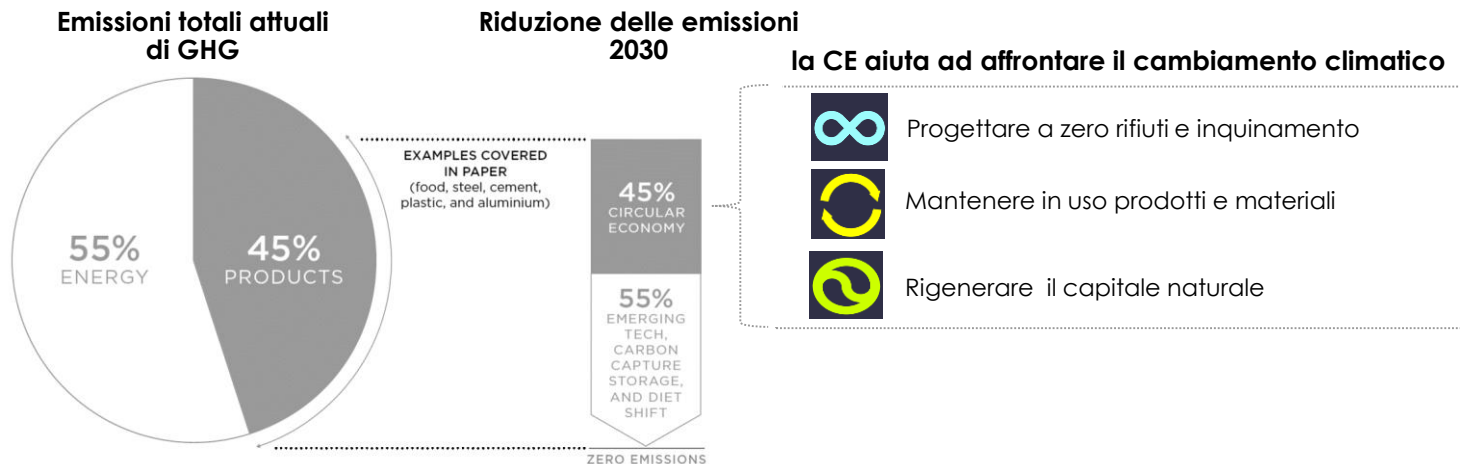 Emissioni totali attuali
di GHG
55%
ENERGY
45%
PRODUCTS
Riduzione delle emissioni
2030
EXAMPLES COVERED
IN PAPER
(food, steel, cement,
plastic, and aluminium)
45%
CIRCULAR
ECONOMY
55%
EMERGING
TECH,
CARBON
CAPTURE
STORAGE,
AND DIET
SHIFT
ZERO EMISSIONS
la CE aiuta ad affrontare il cambiamento climatico
Progettare a zero rifiuti e inquinamento
Mantenere in uso prodotti e materiali
Rigenerare il capitale naturale